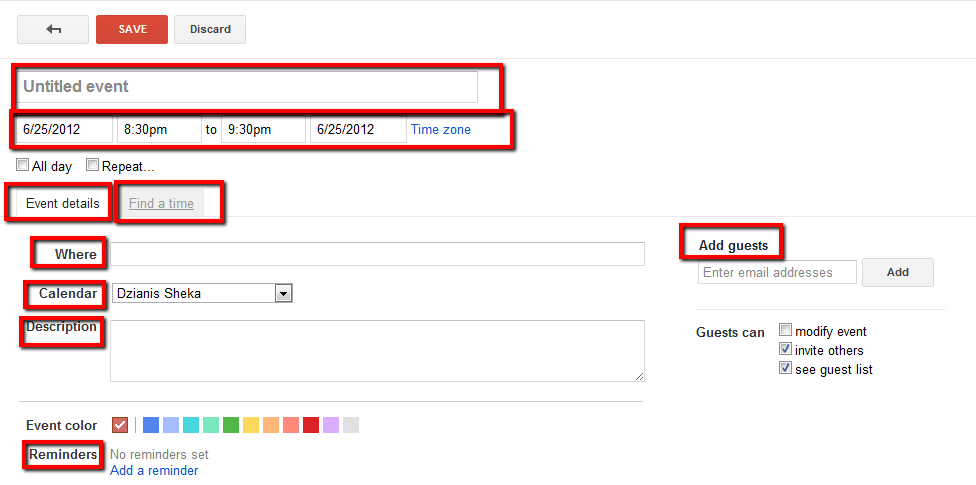 SAVE Discard
Untitled event
6/25/2012 8:30pm to 9:30pm 6/25/2012 Time zone
All day Repeat...
Event details Find a time
Where
Calendar Dzianis Sheka
Description
Event color
Reminders No reminders set
Add a reminder
Add guests
Enter email addresses Add
Guests can modify event
invite others
see guest list